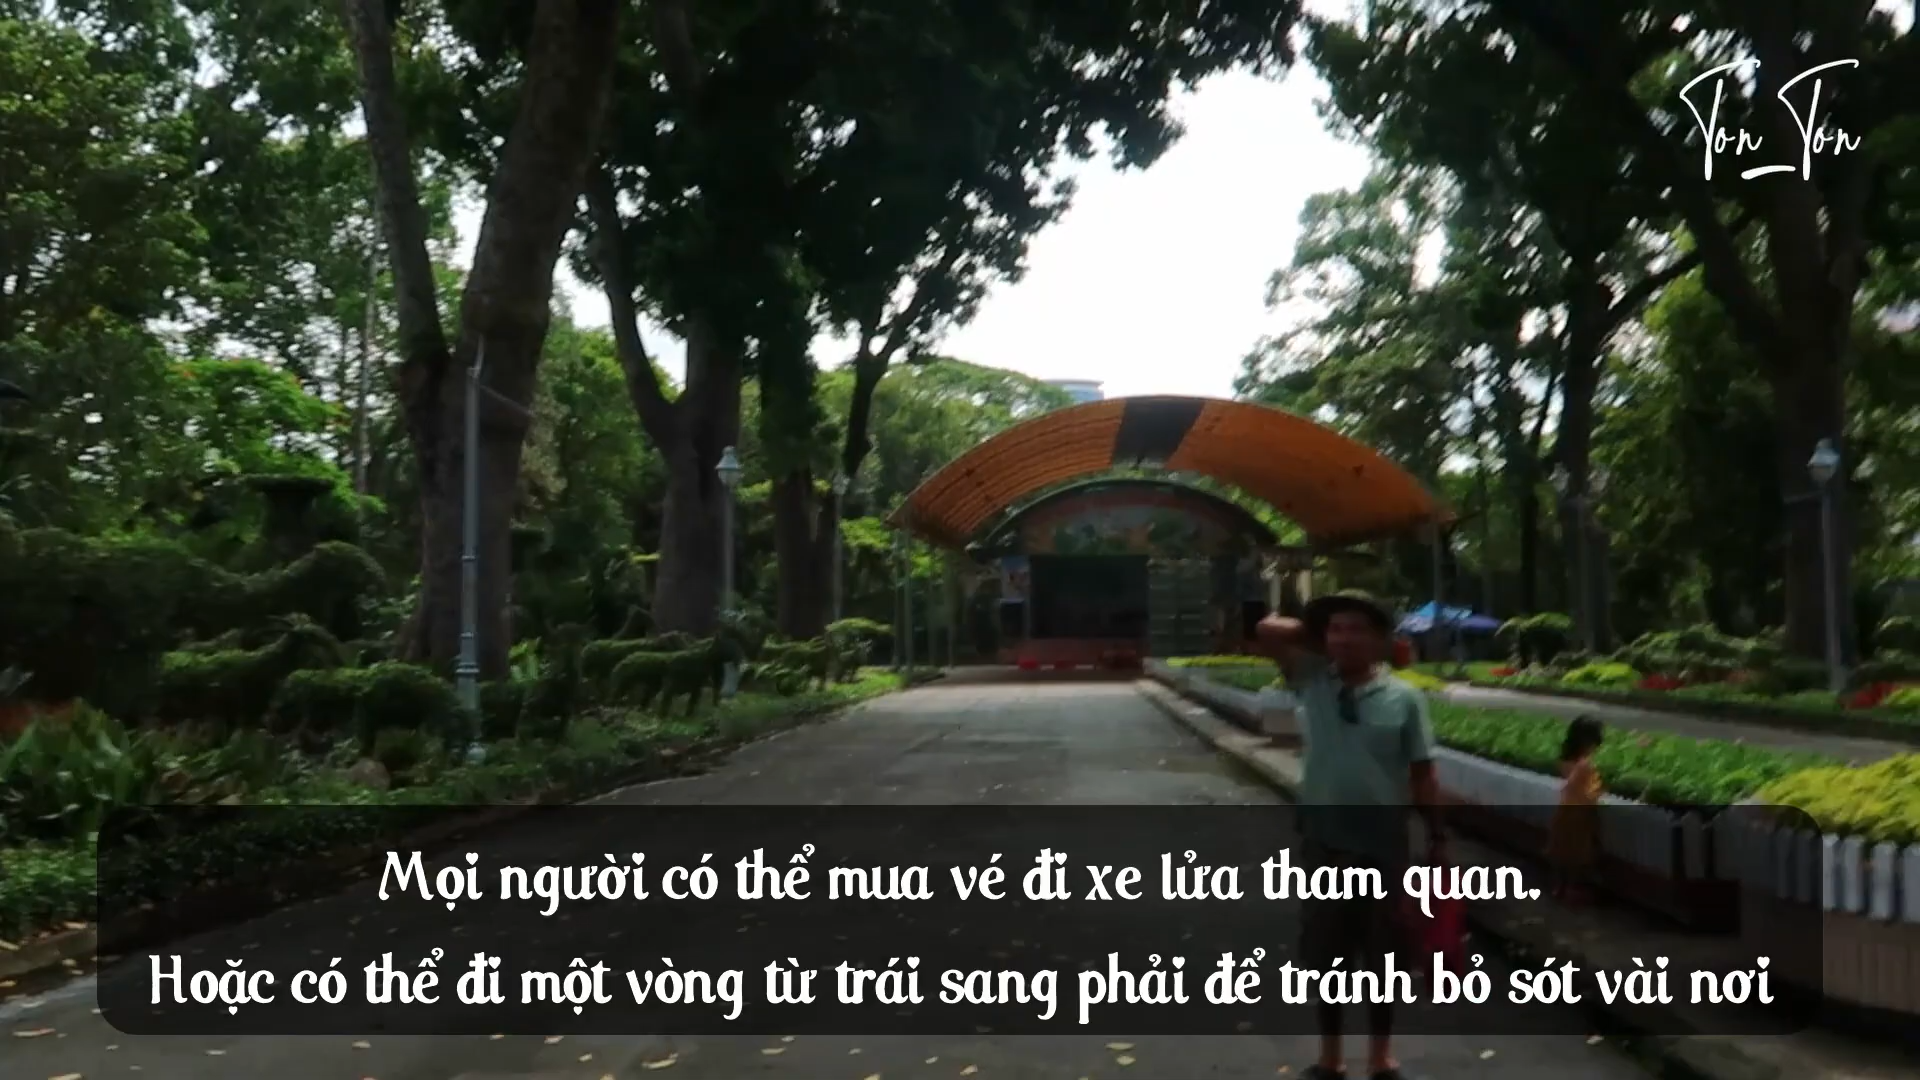 Ton_Ton
Mọi người có thể mua vé đi xe lửa tham quan.
Hoặc có thể đi một vòng từ trái sang phải để tránh bỏ sót vài nơi